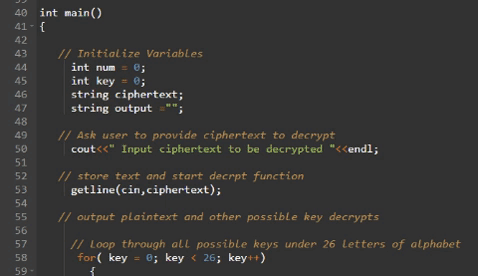 40 int main()
41 {
42
43 // Initialize Variables
44 int num = 0;
45 int key = 0;
46 string ciphertext;
47 string output ="";
48
49 // Ask user to provide ciphertext to decrypt
50 cout<<" Input ciphertext to be decrypted "<<endl;
51
52 // store text and start decrpt function
53 getline(cin,ciphertext);
54
55 // output plaintext and other possible key decrypts
56
57 // Loop through all possible keys under 26 letters of alphabet
58 for( key = 0; key < 26; key++)
59 {